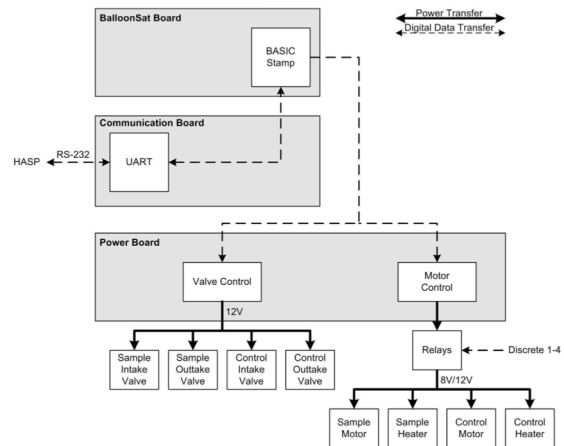 BalloonSat Board
Power Transfer
Digital Data Transfer
BASIC
Stamp
Communication Board
HASP
RS-232
UART
Power Board
Valve Control
Motor
Control
12V
Sample
Intake
Valve
Sample
Outtake
Valve
Control
Intake
Valve
Control
Outtake
Valve
Relays
Discrete 1-4
8V/12V
Sample
Motor
Sample
Heater
Control
Motor
Control
Heater